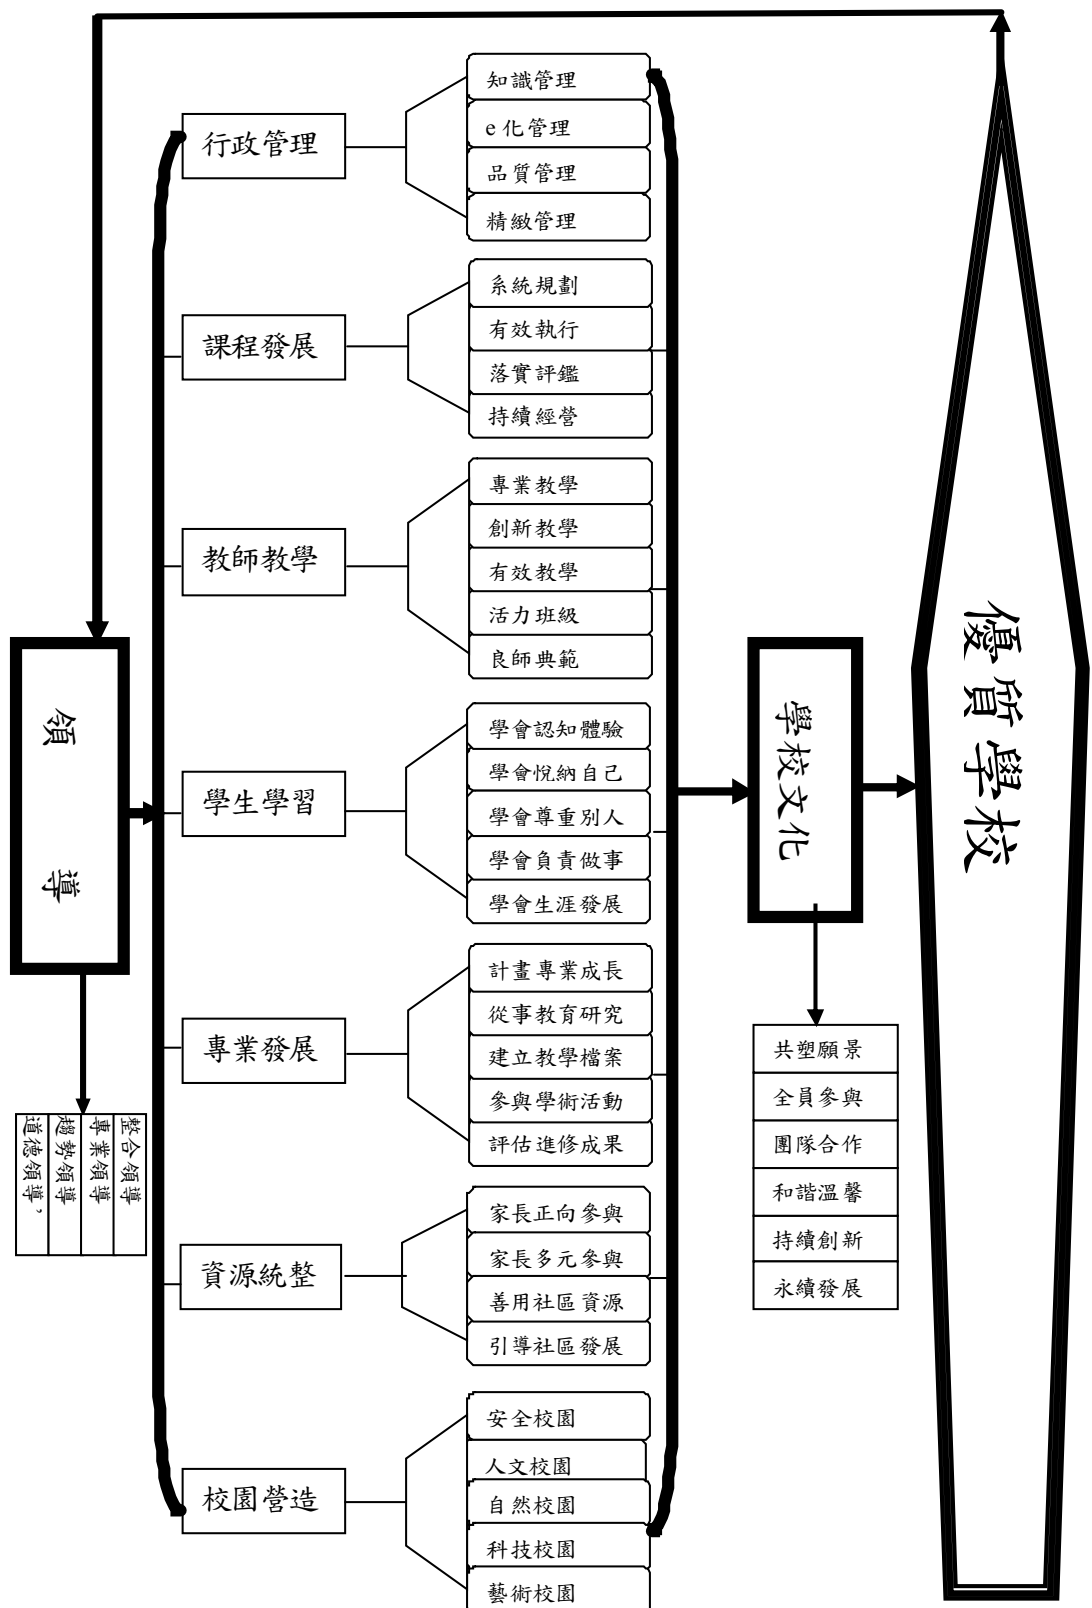 領導
整合領導
專業領導
趨勢領導
道德領導，
行政管理
知識管理
e化管理
品質管理
精緻管理
課程發展
系統規劃
有效執行
落實評鑑
持續經營
教師教學
專業教學
創新教學
有效教學
活力班級
良師典範
學生學習
學會認知體驗
學會悅納自己
學會尊重別人
學會負責做事
學會生涯發展
專業發展
計畫專業成長
從事教育研究
建立教學檔案
參與學術活動
評估進修成果
資源統整
家長正向參與
家長多元參與
善用社區資源
引導社區發展
校園營造
安全校園
人文校園
自然校園
科技校園
藝術校園
學校文化
共塑願景
全員參與
團隊合作
和諧溫馨
持續創新
永續發展
優質學校